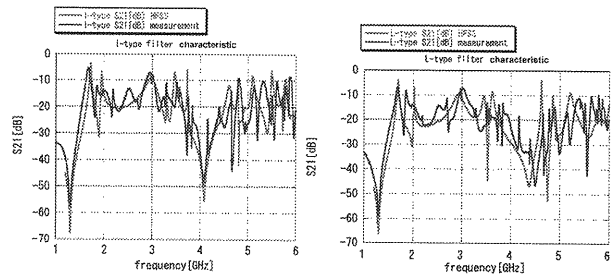 I-type S21[dB] HFSS
I-type S21[dB] measurement
I-type filter characteristic
0
-10
-20
-30
-40
-50
-60
-70
S21[dB]
1 2 3 4 5 6
frequency[GHz]
L-type S21[dB] HFSS
L-type S21[dB] measurement
L-type filter characteristic
0
-10
-20
-30
-40
-50
-60
-70
S21[dB]
1 2 3 4 5 6
frequency[GHz]